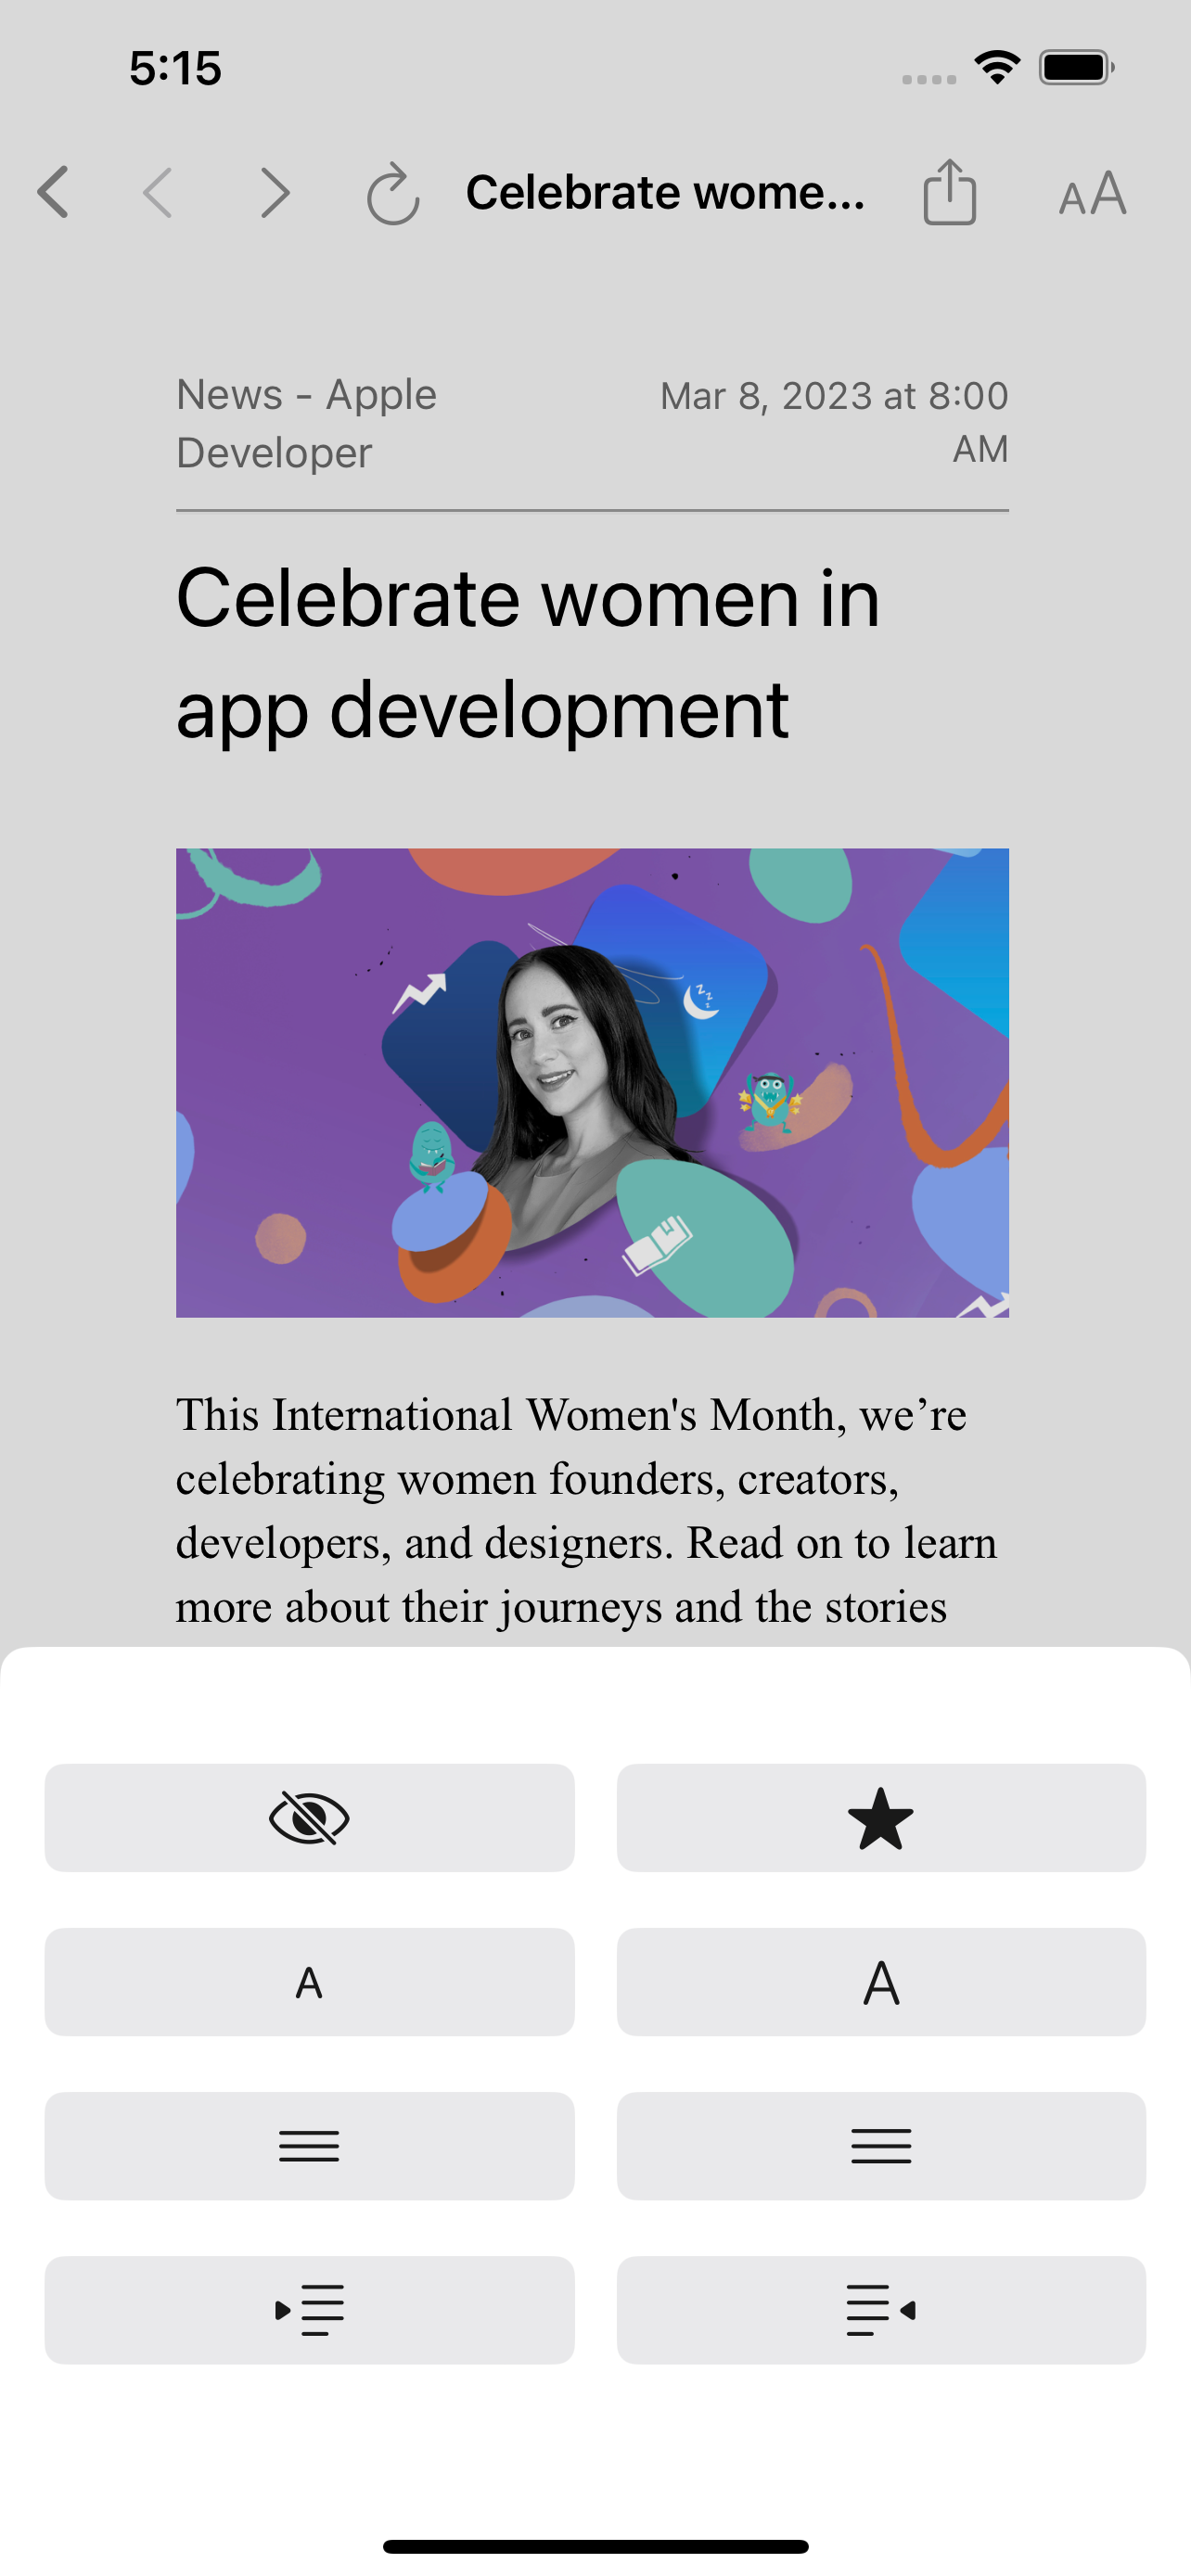 5:15
Celebrate wome...
AA
News - Apple
Developer
Mar 8, 2023 at 8:00
AM
Celebrate women in
app development
z
z
z
This International Women's Month, we’re
celebrating women founders, creators,
developers, and designers. Read on to learn
more about their journeys and the stories
A
A